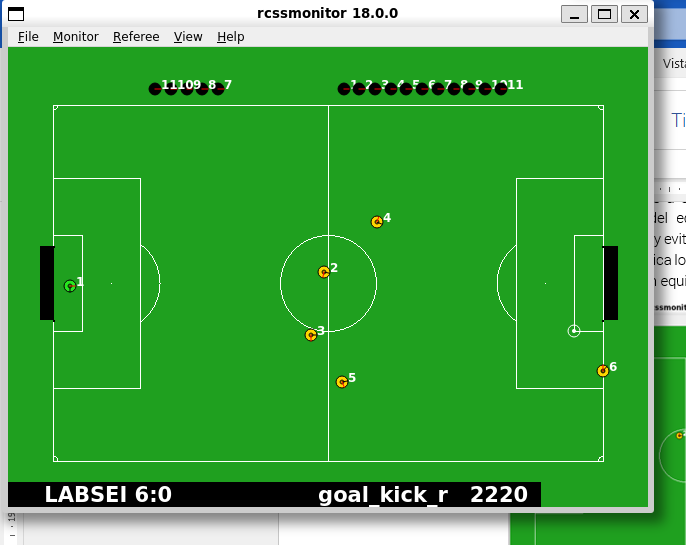 rcssmonitor 18.0.0
File Monitor Referee View Help
Vista
11 10 9 8 7
1 2 3 4 5 6 7 8 9 10 11
4
del
y evit
2
1
ica lo
3
6
5
LABSEI 6:0 goal_kick_r 2220